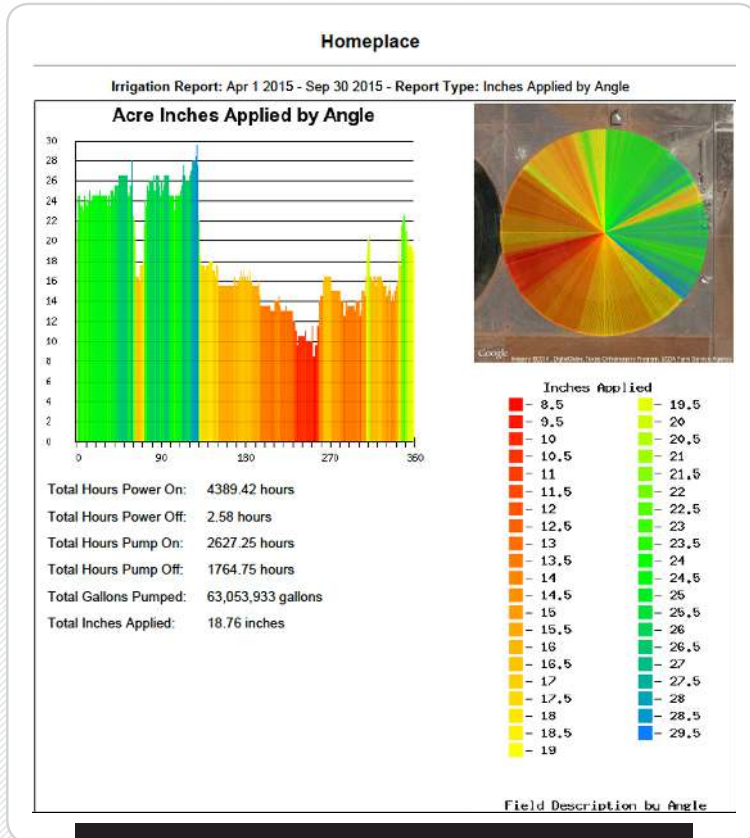 Homeplace
Irrigation Report: Apr 1 2015 - Sep 30 2015 - Report Type: Inches Applied by Angle
Acre Inches Applied by Angle
30
28
26
24
22
20
18
16
14
12
10
8
6
4
2
0
0 90 180 270 360
Google
Total Hours Power On: 4389.42 hours
Total Hours Power Off: 2.58 hours
Total Hours Pump On: 2627.25 hours
Total Hours Pump Off: 1764.75 hours
Total Gallons Pumped: 63,053,933 gallons
Total Inches Applied: 18.76 inches
Inches Applied
- 8.5 - 19.5
- 9.5 - 20
- 10 - 20.5
- 10.5 - 21
- 11 - 21.5
- 11.5 - 22
- 12 - 22.5
- 12.5 - 23
- 13 - 23.5
- 13.5 - 24
- 14 - 24.5
- 14.5 - 25
- 15 - 25.5
- 15.5 - 26
- 16 - 26.5
- 16.5 - 27
- 17 - 27.5
- 17.5 - 28
- 18 - 28.5
- 18.5 - 29.5
- 19
Field Description by Angle